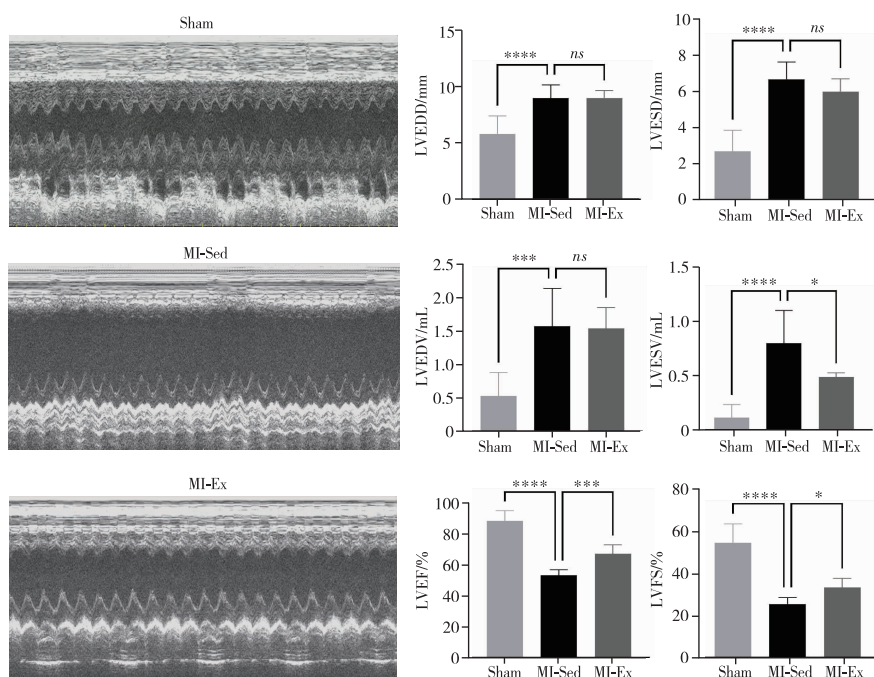 Sham
LVEDD/mm
15
10
5
0
****
ns
Sham
MI-Sed
MI-Ex
LVESD/mm
10
8
6
4
2
0
****
ns
Sham
MI-Sed
MI-Ex
MI-Sed
LVEDV/mL
2.5
2.0
1.5
1.0
0.5
0
***
ns
Sham
MI-Sed
MI-Ex
LVESV/mL
1.5
1.0
0.5
0
****
*
Sham
MI-Sed
MI-Ex
MI-Ex
LVEF/%
100
80
60
40
20
0
****
***
Sham
MI-Sed
MI-Ex
LVFS/%
80
60
40
20
0
****
*
Sham
MI-Sed
MI-Ex